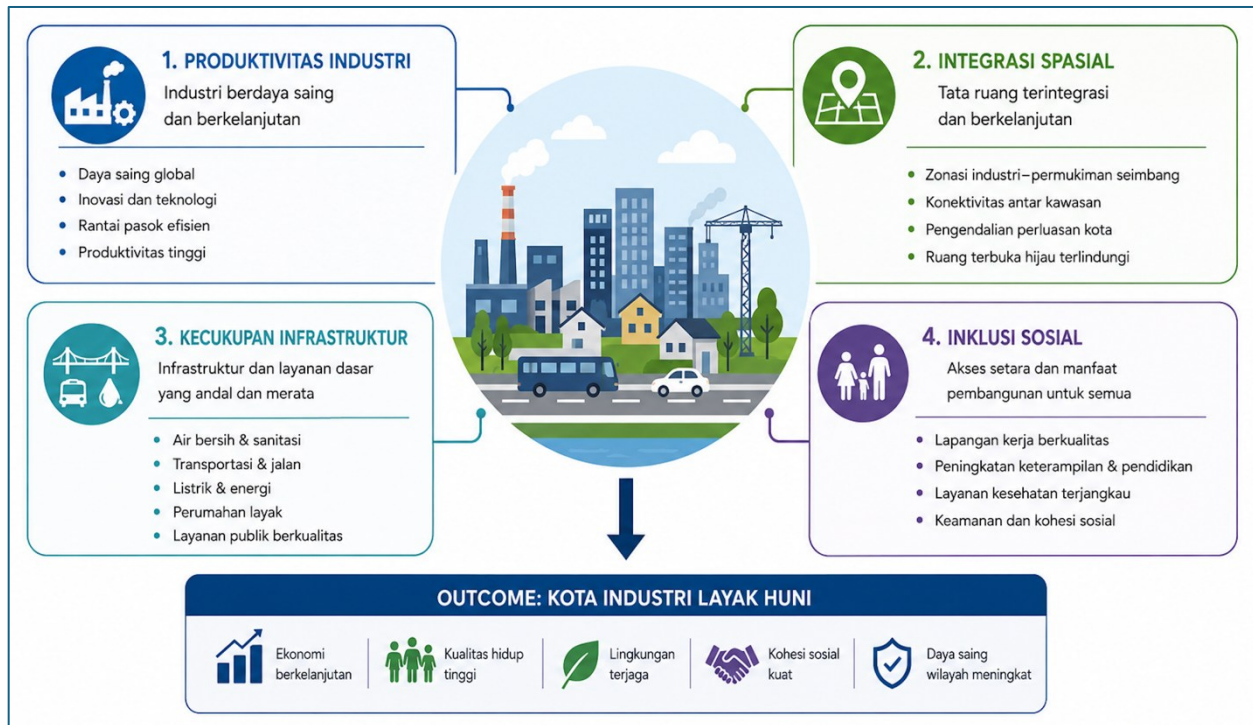 1. PRODUKTIVITAS INDUSTRI
Industri berdaya saing
dan berkelanjutan
• Daya saing global
• Inovasi dan teknologi
• Rantai pasok efisien
• Produktivitas tinggi
2. INTEGRASI SPASIAL
Tata ruang terintegrasi
dan berkelanjutan
• Zonasi industri–permukiman seimbang
• Konektivitas antar kawasan
• Pengendalian perluasan kota
• Ruang terbuka hijau terlindungi
3. KECUKUPAN INFRASTRUKTUR
Infrastruktur dan layanan dasar
yang andal dan merata
• Air bersih & sanitasi
• Transportasi & jalan
• Listrik & energi
• Perumahan layak
• Layanan publik berkualitas
4. INKLUSI SOSIAL
Akses setara dan manfaat
pembangunan untuk semua
• Lapangan kerja berkualitas
• Peningkatan keterampilan & pendidikan
• Layanan kesehatan terjangkau
• Keamanan dan kohesi sosial
OUTCOME: KOTA INDUSTRI LAYAK HUNI
Ekonomi
berkelanjutan
Kualitas hidup
tinggi
Lingkungan
terjaga
Kohesi sosial
kuat
Daya saing
wilayah meningkat